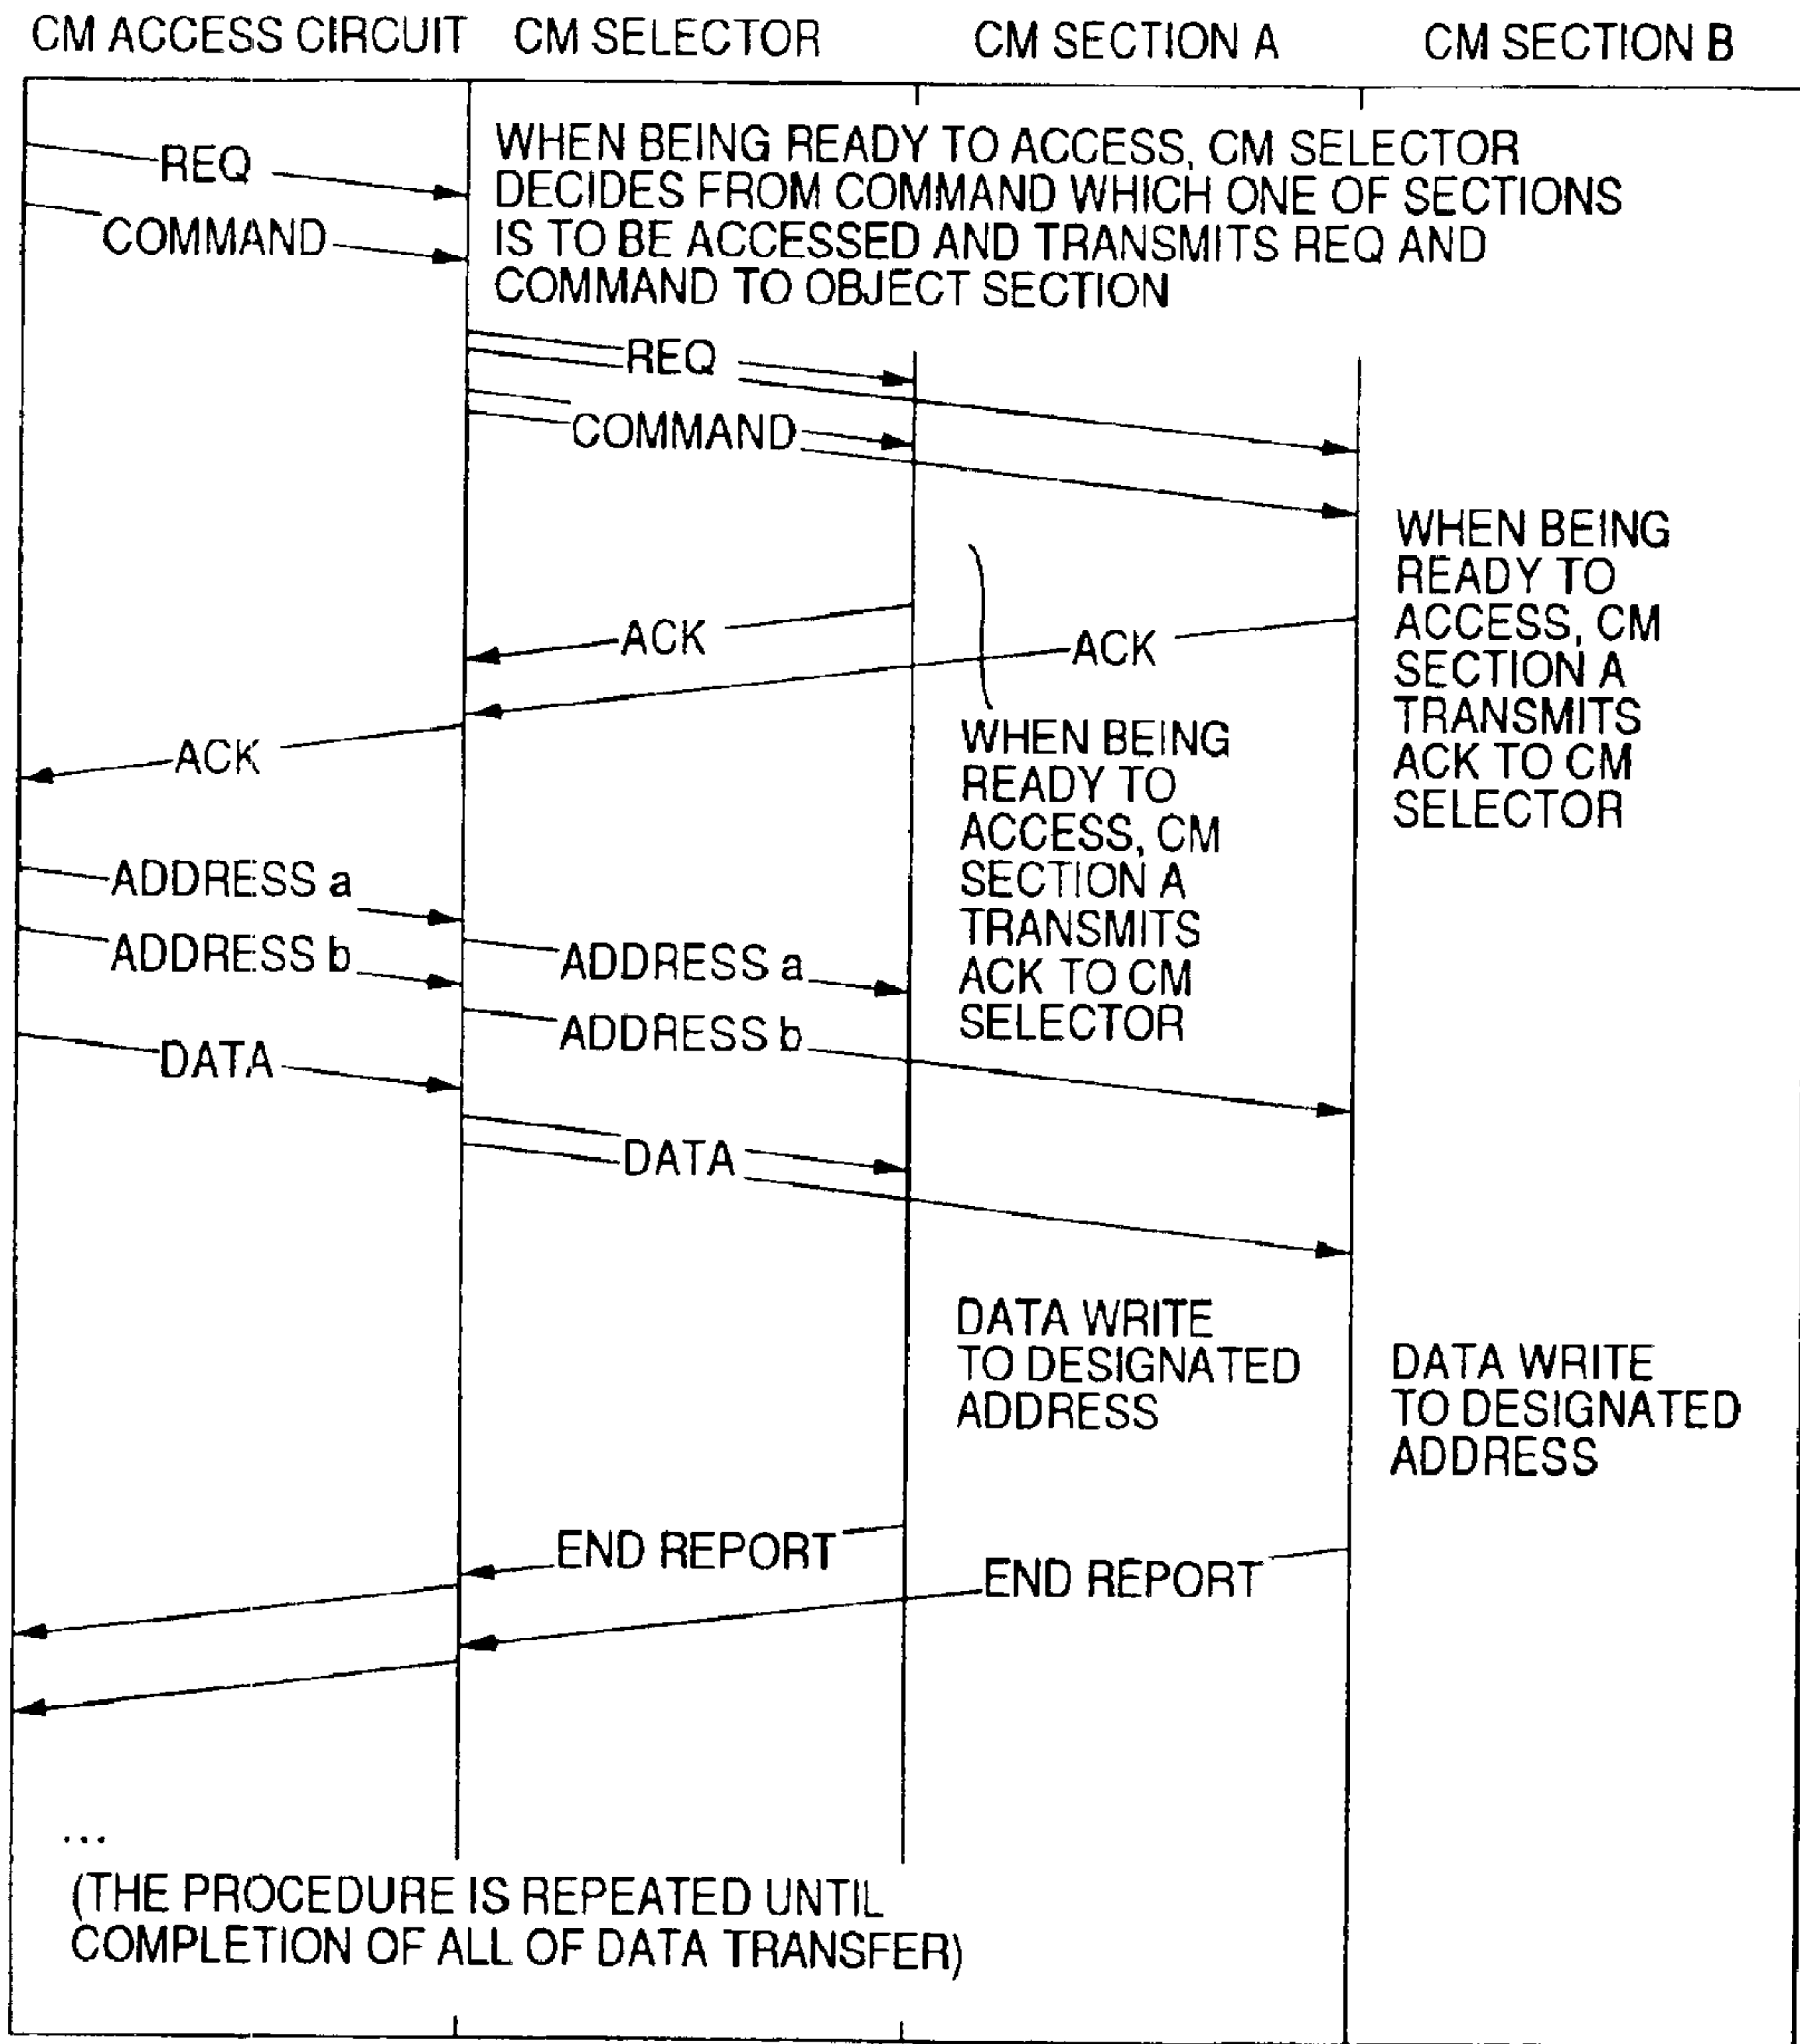 CM ACCESS CIRCUIT CM SELECTOR CM SECTION A CM SECTION B
REQ
COMMAND
WHEN BEING READY TO ACCESS, CM SELECTOR
DECIDES FROM COMMAND WHICH ONE OF SECTIONS
IS TO BE ACCESSED AND TRANSMITS REQ AND
COMMAND TO OBJECT SECTION
REQ
COMMAND
WHEN BEING
READY TO
ACCESS, CM
SECTION A
TRANSMITS
ACK TO CM
SELECTOR
ACK
ACK
ACK
WHEN BEING
READY TO
ACCESS, CM
SECTION A
TRANSMITS
ACK TO CM
SELECTOR
ADDRESS a
ADDRESS b
ADDRESS a
ADDRESS b
DATA
DATA
DATA WRITE
TO DESIGNATED
ADDRESS
DATA WRITE
TO DESIGNATED
ADDRESS
END REPORT
END REPORT
...
(THE PROCEDURE IS REPEATED UNTIL
COMPLETION OF ALL OF DATA TRANSFER)